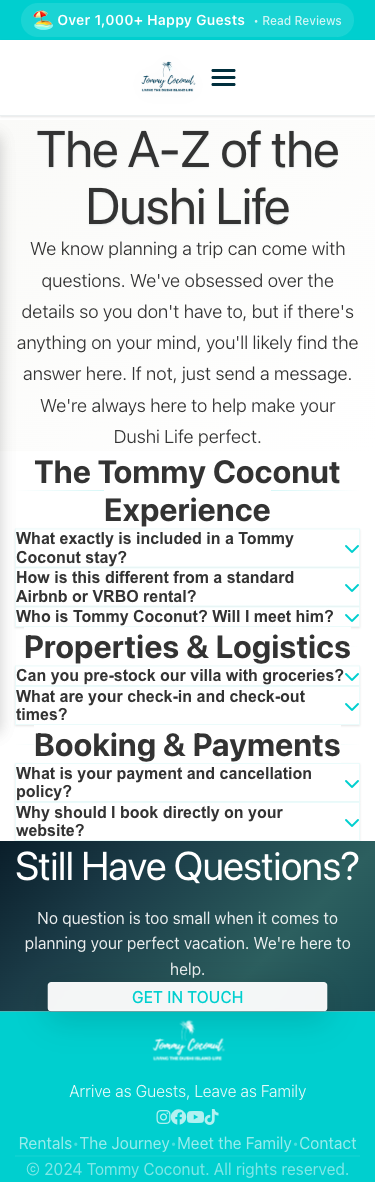 🏖️ Over 1,000+ Happy Guests • Read Reviews
Tommy Coconut
LIVING THE DUSHI ISLAND LIFE
The A-Z of the
Dushi Life
We know planning a trip can come with
questions. We've obsessed over the
details so you don't have to, but if there's
anything on your mind, you'll likely find the
answer here. If not, just send a message.
We're always here to help make your
Dushi Life perfect.
The Tommy Coconut
Experience
What exactly is included in a Tommy
Coconut stay?
How is this different from a standard
Airbnb or VRBO rental?
Who is Tommy Coconut? Will I meet him?
Properties & Logistics
Can you pre-stock our villa with groceries?
What are your check-in and check-out
times?
Booking & Payments
What is your payment and cancellation
policy?
Why should I book directly on your
website?
Still Have Questions?
No question is too small when it comes to
planning your perfect vacation. We're here to
help.
GET IN TOUCH
Tommy Coconut
LIVING THE DUSHI ISLAND LIFE
Arrive as Guests, Leave as Family
Rentals • The Journey • Meet the Family • Contact
© 2024 Tommy Coconut. All rights reserved.